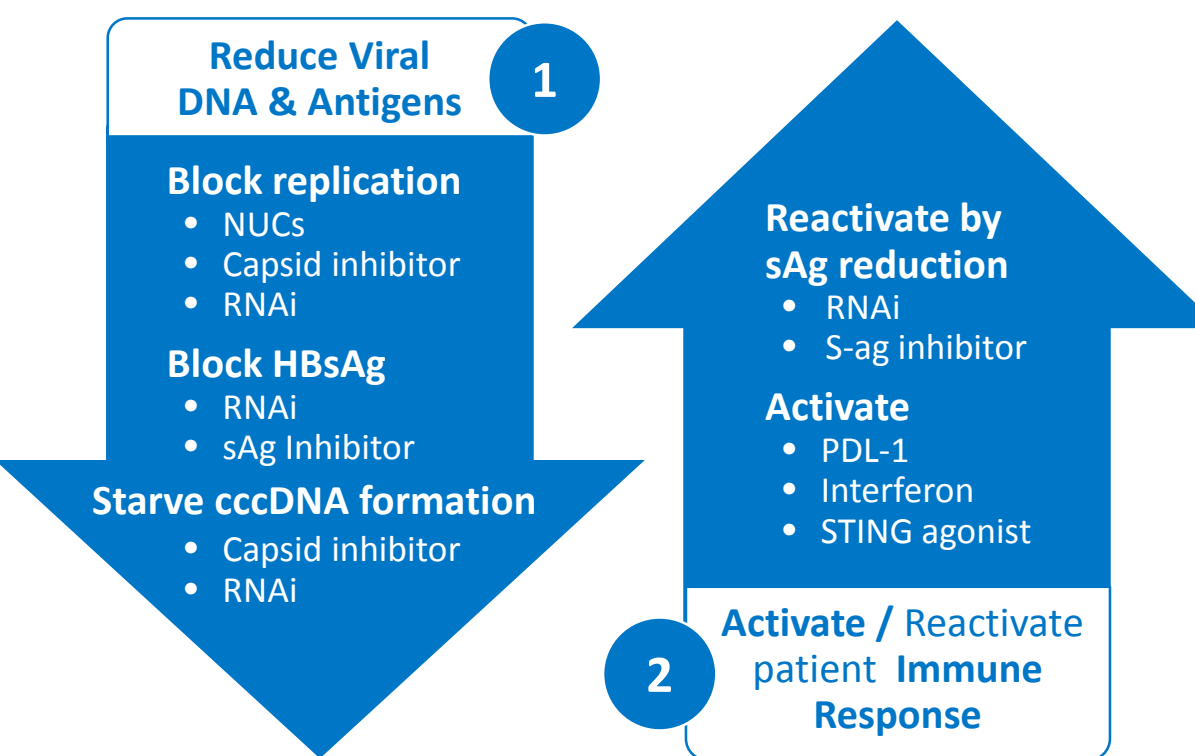 Reduce Viral
DNA & Antigens
1
Block replication
• NUCs
• Capsid inhibitor
• RNAi
Block HBsAg
• RNAi
• sAg Inhibitor
Starve cccDNA formation
• Capsid inhibitor
• RNAi
Reactivate by
sAg reduction
• RNAi
• S-ag inhibitor
Activate
• PDL-1
• Interferon
• STING agonist
2
Activate / Reactivate
patient Immune
Response